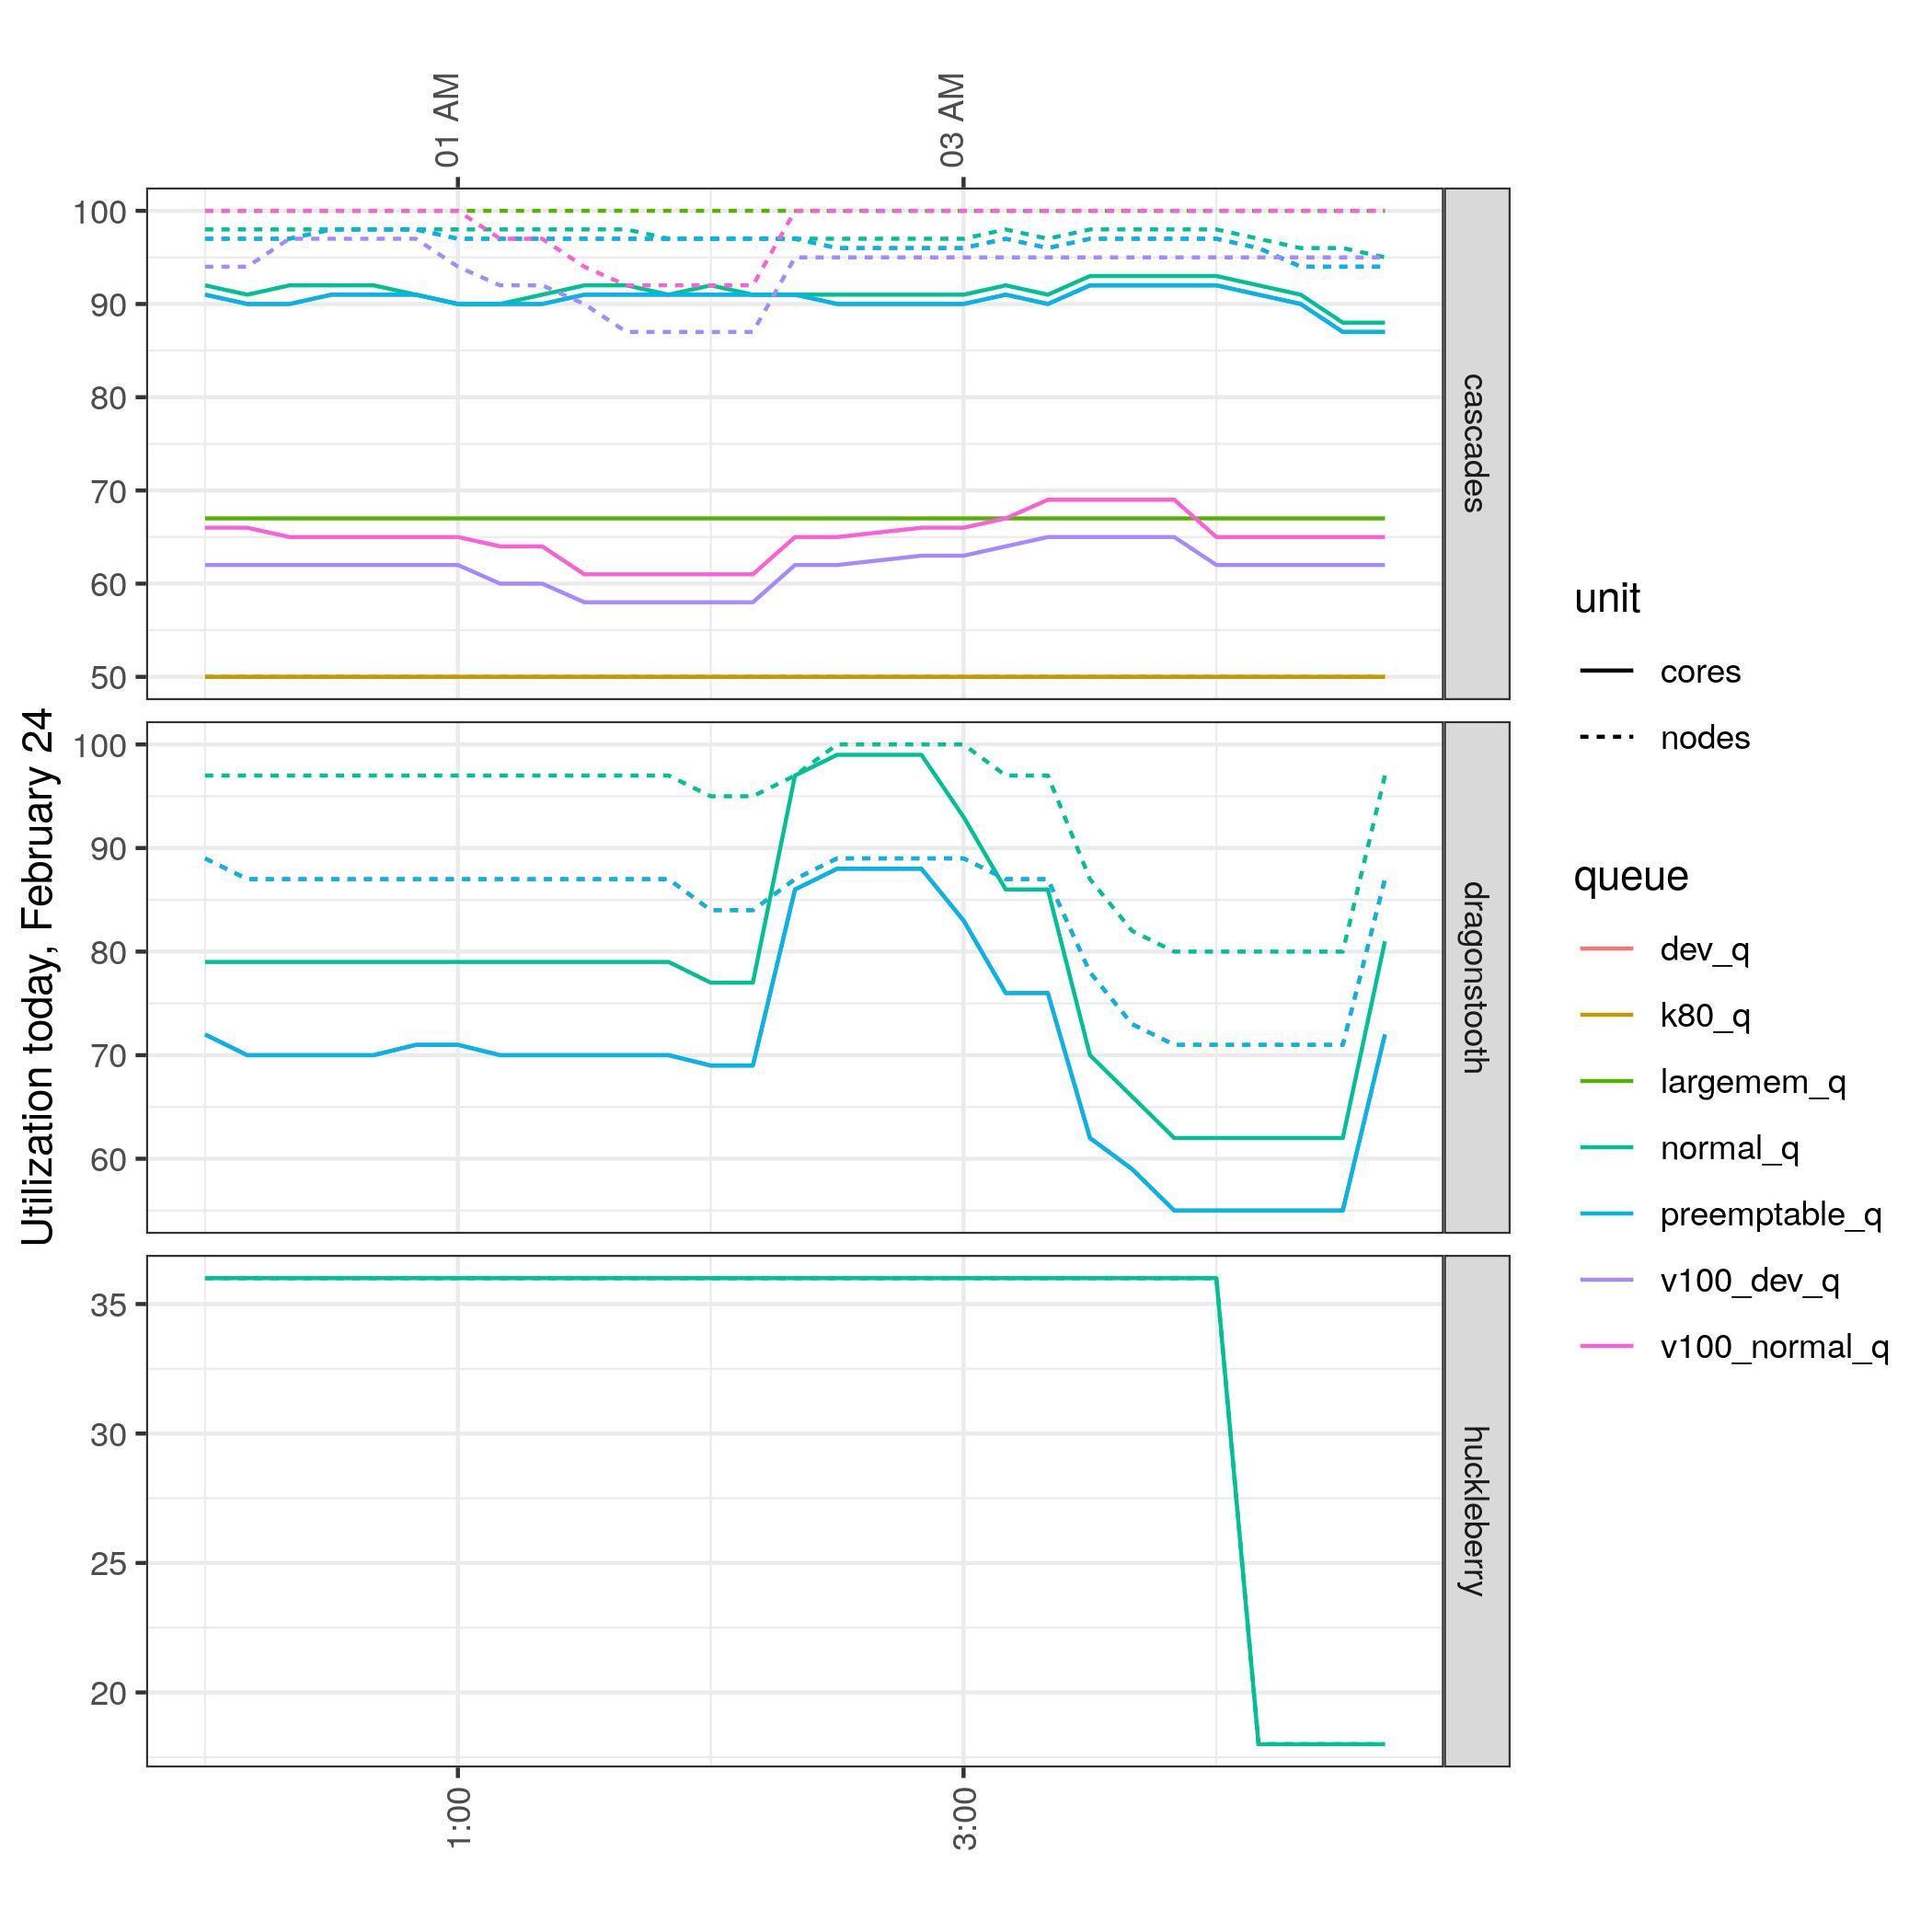 01 AM
03 AM
Utilization today, February 24
100
90
80
70
60
50
cascades
100
90
80
70
60
dragonstooth
35
30
25
20
huckleberry
1:00
3:00
unit
cores
nodes
queue
dev_q
k80_q
largemem_q
normal_q
preemptable_q
v100_dev_q
v100_normal_q